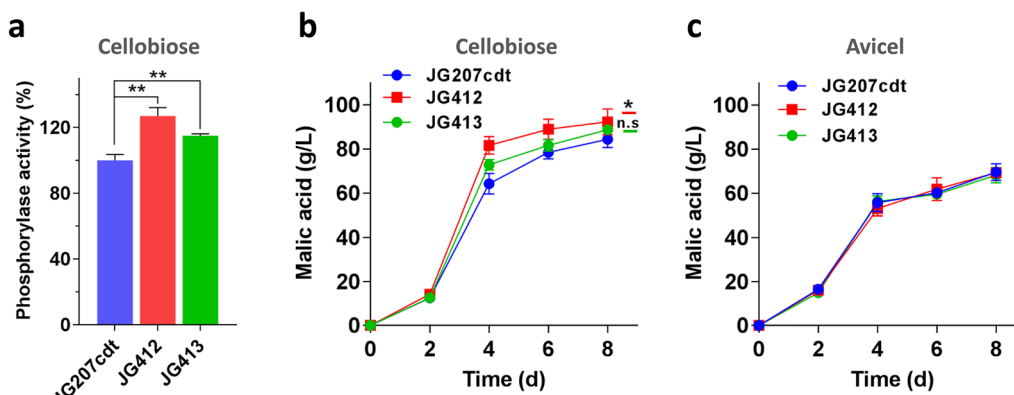 a
Cellobiose
**
**
Phosphorylase activity (%)
120
80
40
0
JG207cdt
JG412
JG413
b
Cellobiose
JG207cdt
JG412
JG413
*
n.s
Malic acid (g/L)
100
80
60
40
20
0
0 2 4 6 8
Time (d)
c
Avicel
JG207cdt
JG412
JG413
Malic acid (g/L)
100
80
60
40
20
0
0 2 4 6 8
Time (d)